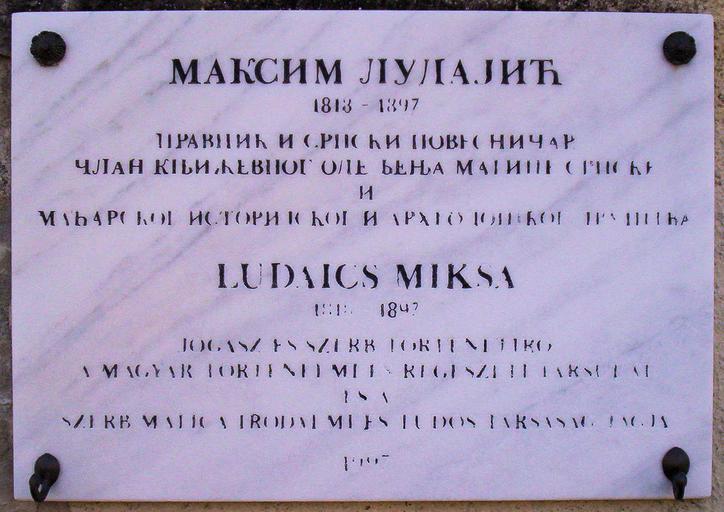 МАКСИМ ЛУДАЈИЋ
1818 - 1897
ПРАВНИК И СРПСКИ ПОВЕСНИЧАР
ЧЛАН КЊИЖЕВНОГ ОДЕЉЕЊА МАТИЦЕ СРПСКЕ
И
МАЂАРСКОГ ИСТОРИЈСКОГ И АРХЕОЛОШКОГ ДРУШТВА
LUDAICS MIKSA
1818 - 1897
JOGÁSZ ÉS SZERB TÖRTÉNETÍRÓ
A MAGYAR TÖRTÉNELMI ÉS RÉGÉSZETI TÁRSULAT
ÉS A
SZERB MATICA IRODALMI ÉS TUDÓS TÁRSASÁG TAGJA
1997